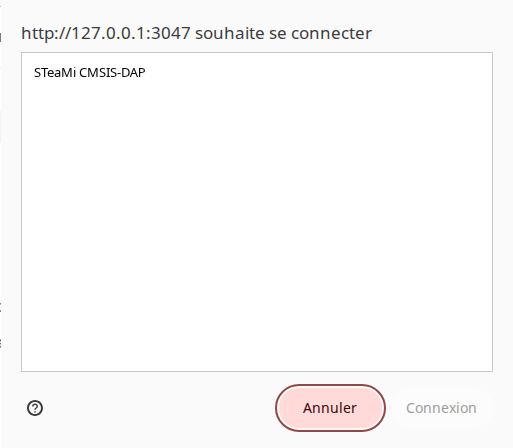 http://127.0.0.1:3047 souhaite se connecter
STeaMi CMSIS-DAP
Annuler
Connexion